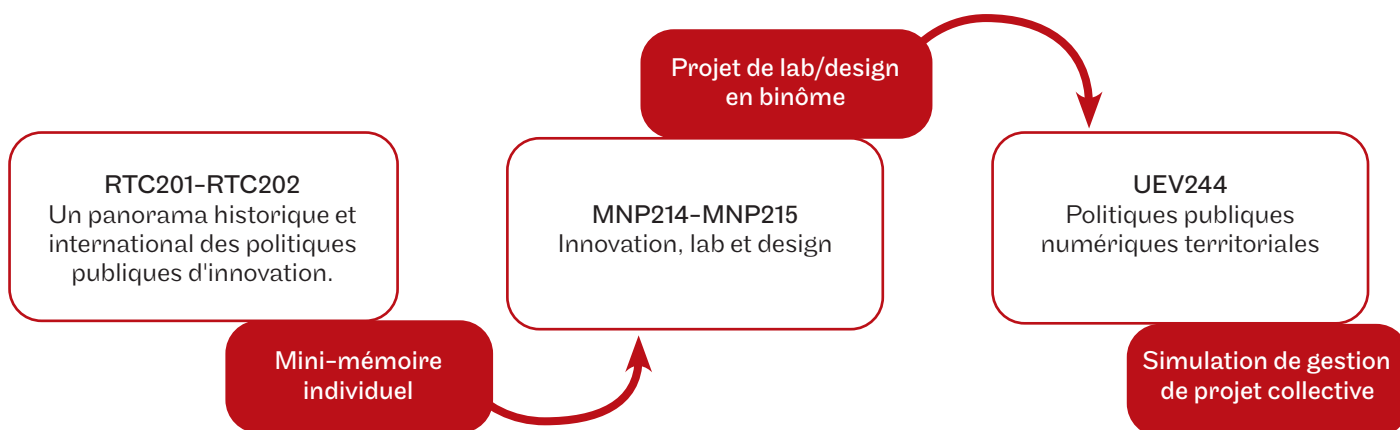 RTC201-RTC202
Un panorama historique et
international des politiques
publiques d'innovation.
Mini-mémoire
individuel
MNP214-MNP215
Innovation, lab et design
Projet de lab/design
en binôme
UEV244
Politiques publiques
numériques territoriales
Simulation de gestion
de projet collective